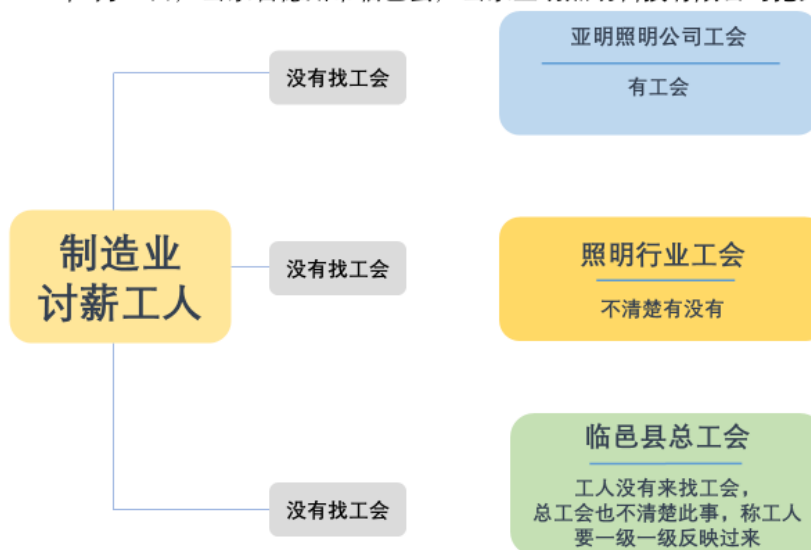 亚明照明公司工会
有工会
没有找工会
制造业
讨薪工人
没有找工会
照明行业工会
不清楚有没有
没有找工会
临邑县总工会
工人没有来找工会，
总工会也不清楚此事，称工人
要一级一级反映过来